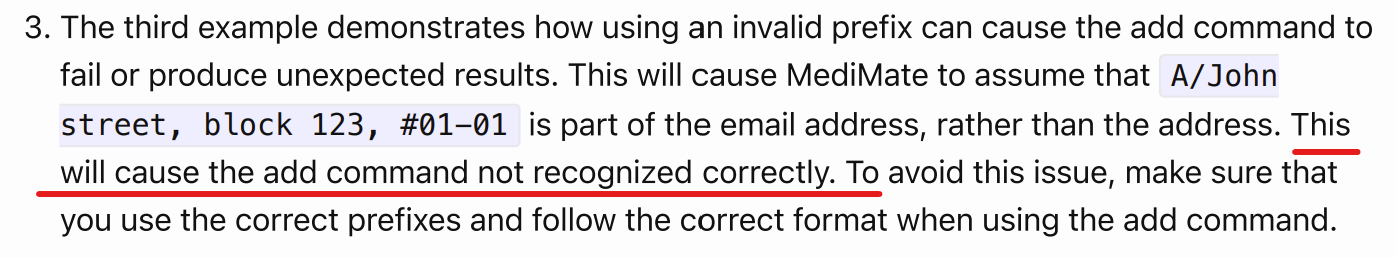 3. The third example demonstrates how using an invalid prefix can cause the add command to
fail or produce unexpected results. This will cause MediMate to assume that A/John
street, block 123, #01-01 is part of the email address, rather than the address. This
will cause the add command not recognized correctly. To avoid this issue, make sure that
you use the correct prefixes and follow the correct format when using the add command.